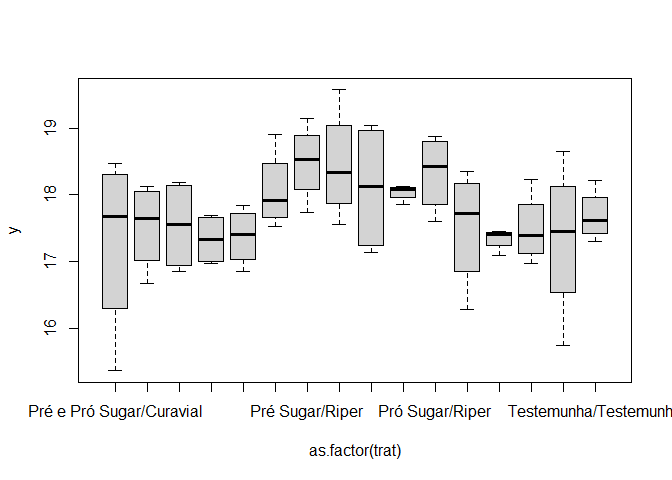 19
18
17
16
y
Pré e Pró Sugar/Curavial Pré Sugar/Riper Pró Sugar/Riper Testemunha/Testemunh
as.factor(trat)